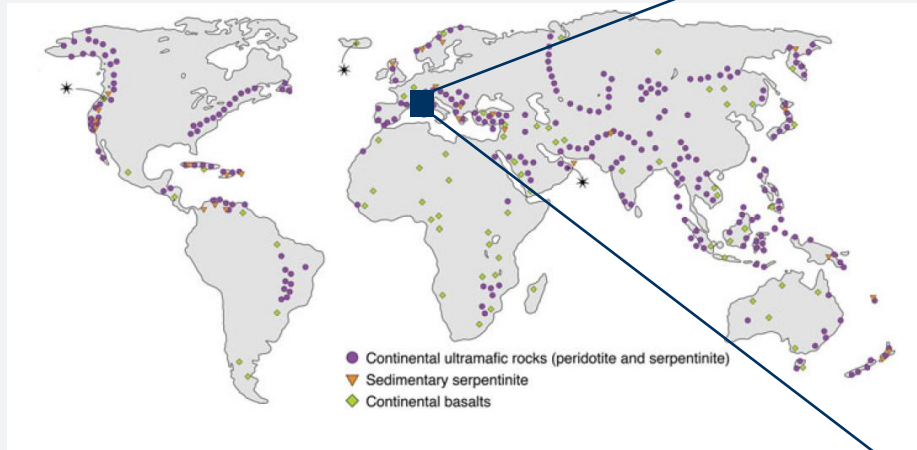 Continental ultramafic rocks (peridotite and serpentinite)
Sedimentary serpentinite
Continental basalts